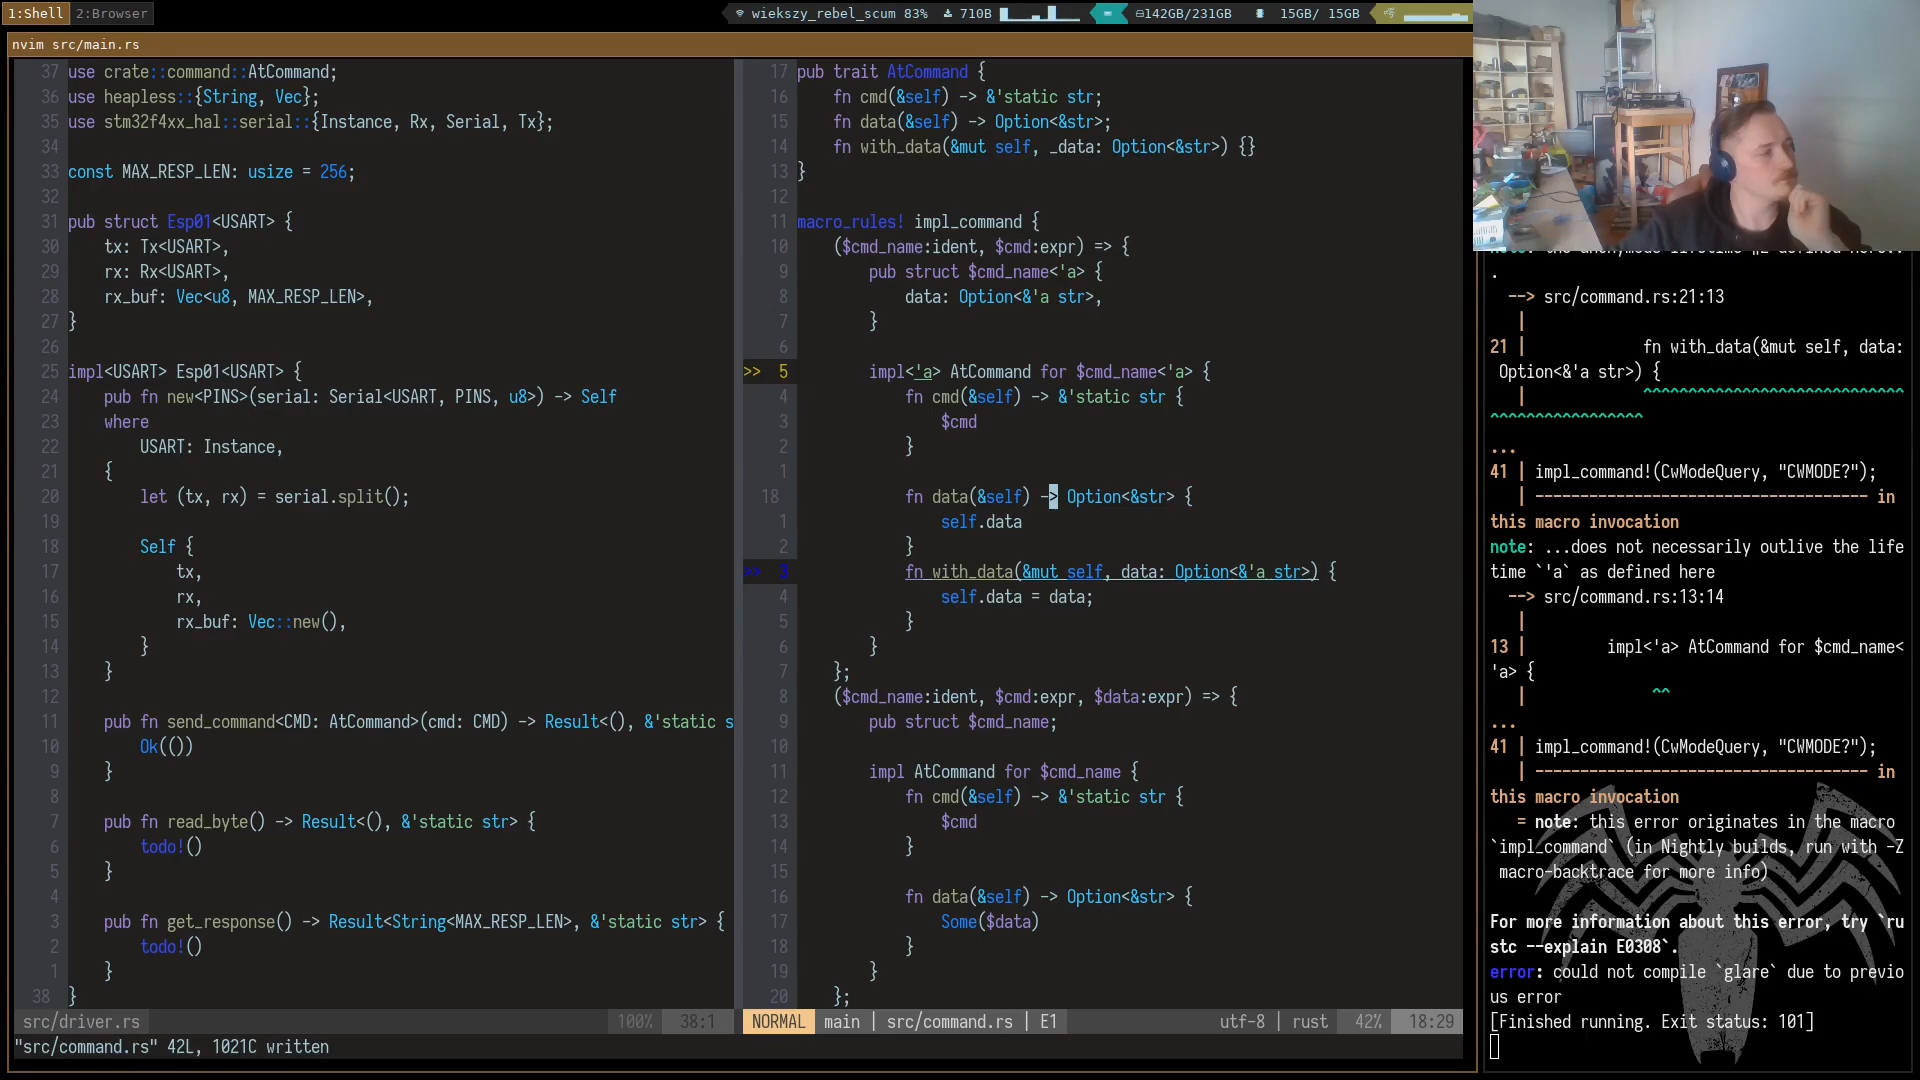 1:Shell 2:Browser
wiekszy_rebel_scum 83% 710B 142GB/231GB 15GB/ 15GB
nvim src/main.rs
37 use crate::command::AtCommand;
36 use heapless::{String, Vec};
35 use stm32f4xx_hal::serial::{Instance, Rx, Serial, Tx};
34
33 const MAX_RESP_LEN: usize = 256;
32
31 pub struct Esp01<USART> {
30 tx: Tx<USART>,
29 rx: Rx<USART>,
28 rx_buf: Vec<u8, MAX_RESP_LEN>,
27 }
26
25 impl<USART> Esp01<USART> {
24 pub fn new<PINS>(serial: Serial<USART, PINS, u8>) -> Self
23 where
22 USART: Instance,
21 {
20 let (tx, rx) = serial.split();
19
18 Self {
17 tx,
16 rx,
15 rx_buf: Vec::new(),
14 }
13 }
12
11 pub fn send_command<CMD: AtCommand>(cmd: CMD) -> Result<(), &'static s
10 Ok(())
9 }
8
7 pub fn read_byte() -> Result<(), &'static str> {
6 todo!()
5 }
4
3 pub fn get_response() -> Result<String<MAX_RESP_LEN>, &'static str> {
2 todo!()
1 }
38 }
src/driver.rs 100% 38:1
17 pub trait AtCommand {
16 fn cmd(&self) -> &'static str;
15 fn data(&self) -> Option<&str>;
14 fn with_data(&mut self, _data: Option<&str>) {}
13 }
12
11 macro_rules! impl_command {
10 ($cmd_name:ident, $cmd:expr) => {
9 pub struct $cmd_name<'a> {
8 data: Option<&'a str>,
7 }
6
>> 5 impl<'a> AtCommand for $cmd_name<'a> {
4 fn cmd(&self) -> &'static str {
3 $cmd
2 }
1
18 fn data(&self) -> Option<&str> {
1 self.data
2 }
>> 3 fn with_data(&mut self, data: Option<&'a str>) {
4 self.data = data;
5 }
6 }
7 };
8 ($cmd_name:ident, $cmd:expr, $data:expr) => {
9 pub struct $cmd_name;
10
11 impl AtCommand for $cmd_name {
12 fn cmd(&self) -> &'static str {
13 $cmd
14 }
15
16 fn data(&self) -> Option<&str> {
17 Some($data)
18 }
19 }
20 };
NORMAL main | src/command.rs | E1 utf-8 | rust 42% 18:29
"src/command.rs" 42L, 1021C written
.
--> src/command.rs:21:13
|
21 | fn with_data(&mut self, data:
Option<&'a str>) {
| ^^^^^^^^^^^^^^^^^^^^^^^^^^^^^
^^^^^^^^^^^^^^^^^
...
41 | impl_command!(CwModeQuery, "CWMODE?");
| ------------------------------------- in
this macro invocation
note: ...does not necessarily outlive the life
time `'a` as defined here
--> src/command.rs:13:14
|
13 | impl<'a> AtCommand for $cmd_name<
'a> {
| ^^
...
41 | impl_command!(CwModeQuery, "CWMODE?");
| ------------------------------------- in
this macro invocation
= note: this error originates in the macro
`impl_command` (in Nightly builds, run with -Z
macro-backtrace for more info)
For more information about this error, try `ru
stc --explain E0308`.
error: could not compile `glare` due to previo
us error
[Finished running. Exit status: 101]